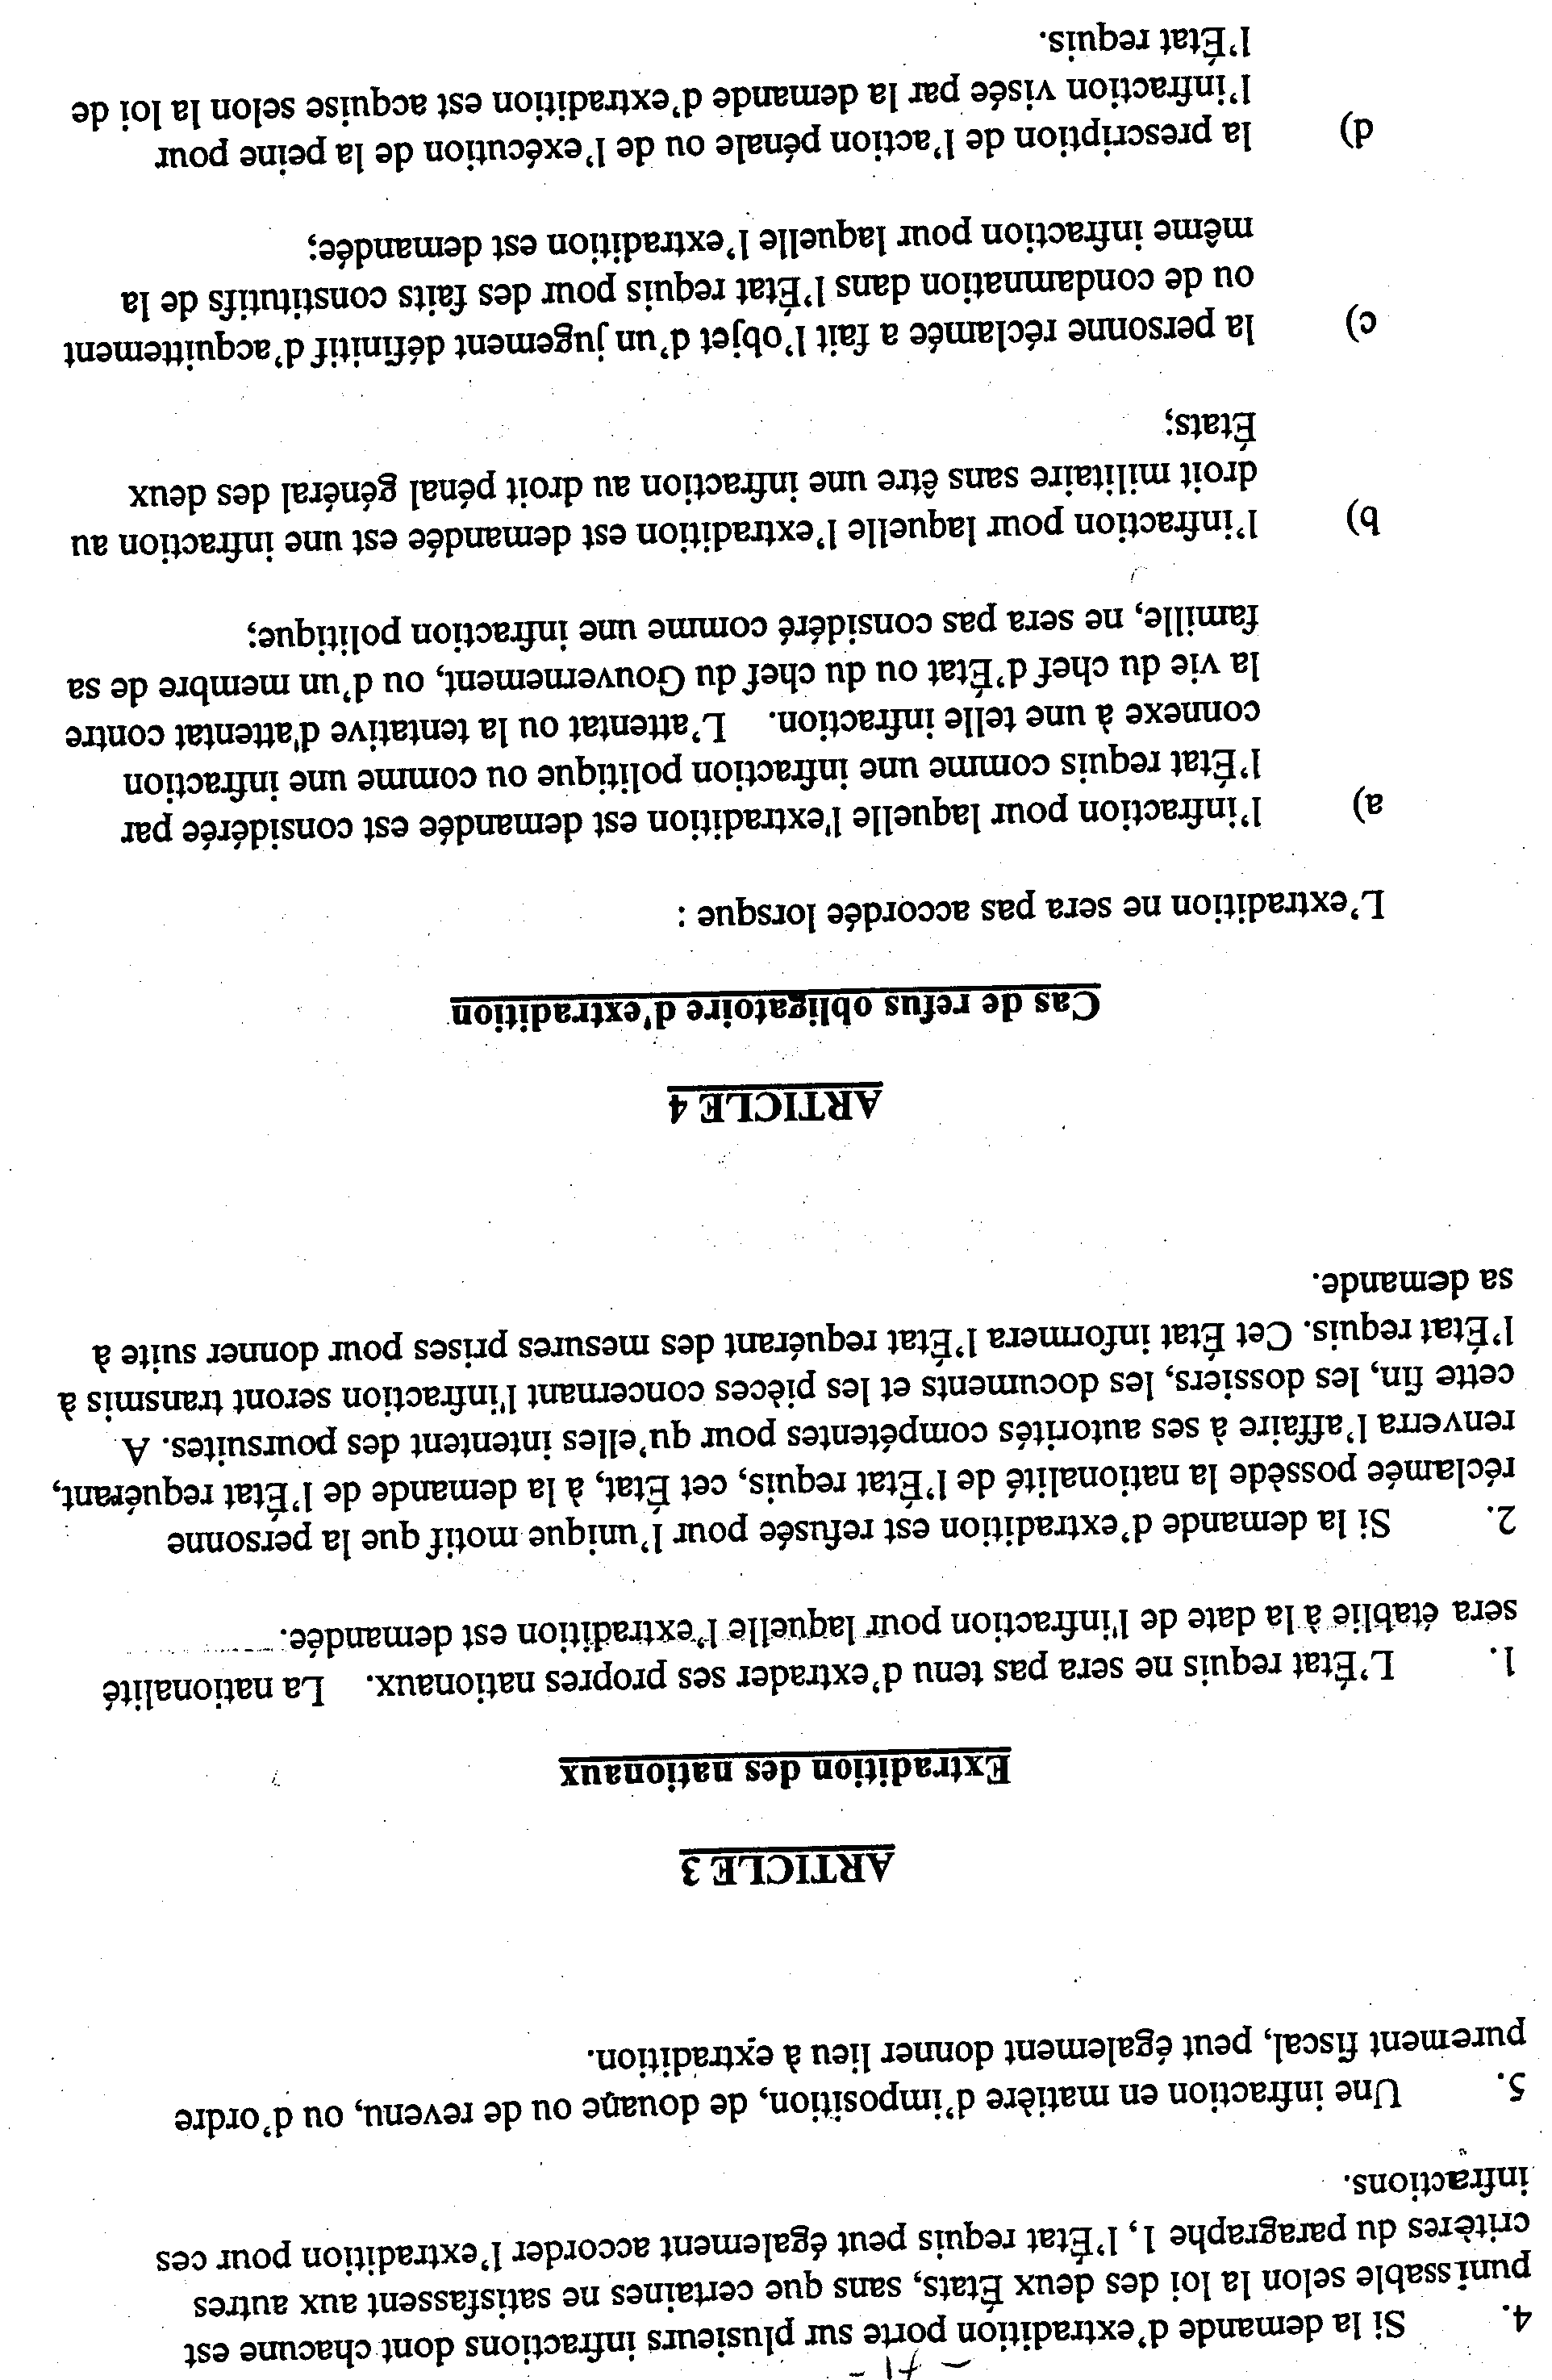 4. Si la demande d'extradition porte sur plusieurs infractions dont chacune est
punissable selon la loi des deux États, sans que certaines ne satisfassent aux autres
critères du paragraphe 1, l'État requis peut également accorder l'extradition pour ces
infractions.
5. Une infraction en matière d'imposition, de douane ou de revenu, ou d'ordre
purement fiscal, peut également donner lieu à extradition.
ARTICLE 3
Extradition des nationaux
1. L'État requis ne sera pas tenu d'extrader ses propres nationaux. La nationalité
sera établie à la date de l'infraction pour laquelle l'extradition est demandée.
2. Si la demande d'extradition est refusée pour l'unique motif que la personne
réclamée possède la nationalité de l'État requis, cet État, à la demande de l'État requérant,
renverra l'affaire à ses autorités compétentes pour qu'elles intentent des poursuites. A
cette fin, les dossiers, les documents et les pièces concernant l'infraction seront transmis à
l'État requis. Cet État informera l'État requérant des mesures prises pour donner suite à
sa demande.
ARTICLE 4
Cas de refus obligatoire d'extradition
L'extradition ne sera pas accordée lorsque :
a) l'infraction pour laquelle l'extradition est demandée est considérée par
l'État requis comme une infraction politique ou comme une infraction
connexe à une telle infraction. L'attentat ou la tentative d'attentat contre
la vie du chef d'État ou du chef du Gouvernement, ou d'un membre de sa
famille, ne sera pas considéré comme une infraction politique;
b) l'infraction pour laquelle l'extradition est demandée est une infraction au
droit militaire sans être une infraction au droit pénal général des deux
États;
c) la personne réclamée a fait l'objet d'un jugement définitif d'acquittement
ou de condamnation dans l'État requis pour des faits constitutifs de la
même infraction pour laquelle l'extradition est demandée;
d) la prescription de l'action pénale ou de l'exécution de la peine pour
l'infraction visée par la demande d'extradition est acquise selon la loi de
l'État requis.